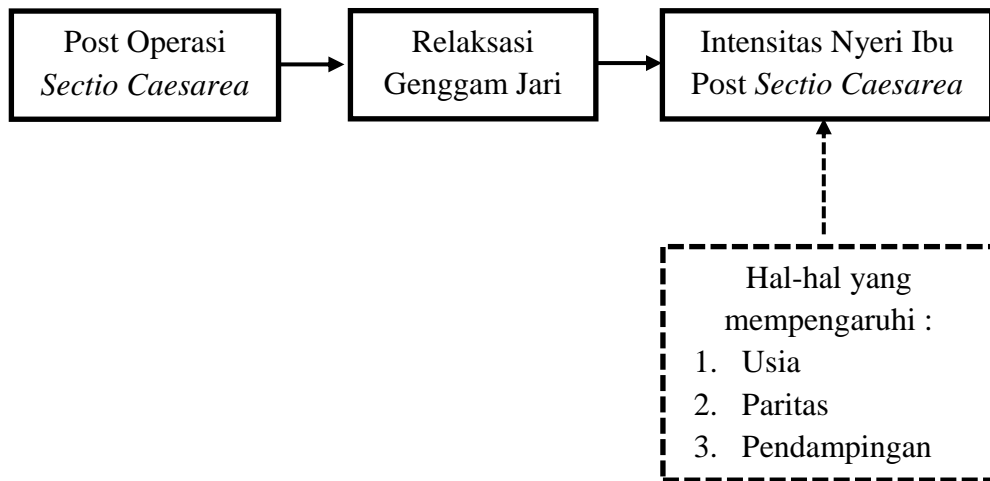 Post Operasi
Sectio Caesarea
Relaksasi
Genggam Jari
Intensitas Nyeri Ibu
Post Sectio Caesarea
Hal-hal yang
mempengaruhi :
1. Usia
2. Paritas
3. Pendampingan